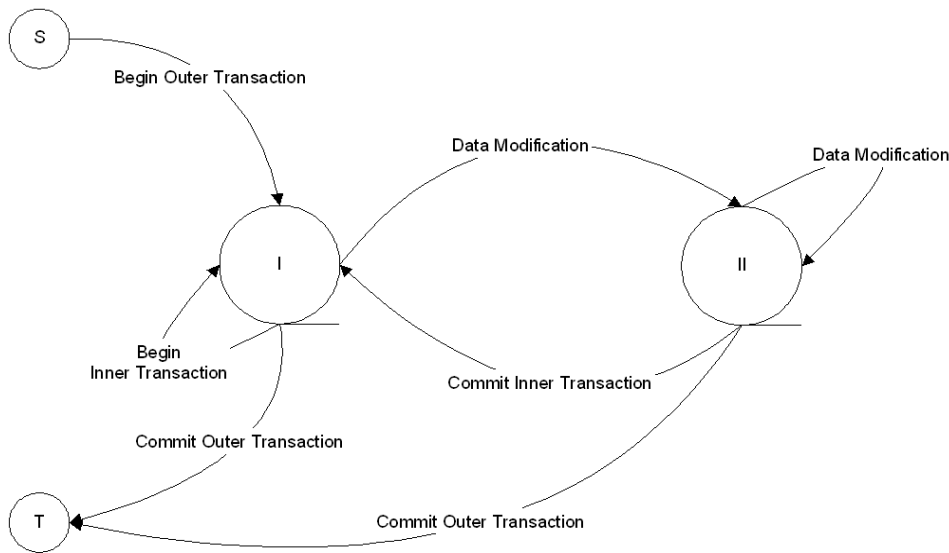 S
Begin Outer Transaction
Data Modification
Data Modification
I
II
Begin
Inner Transaction
Commit Inner Transaction
Commit Outer Transaction
T
Commit Outer Transaction